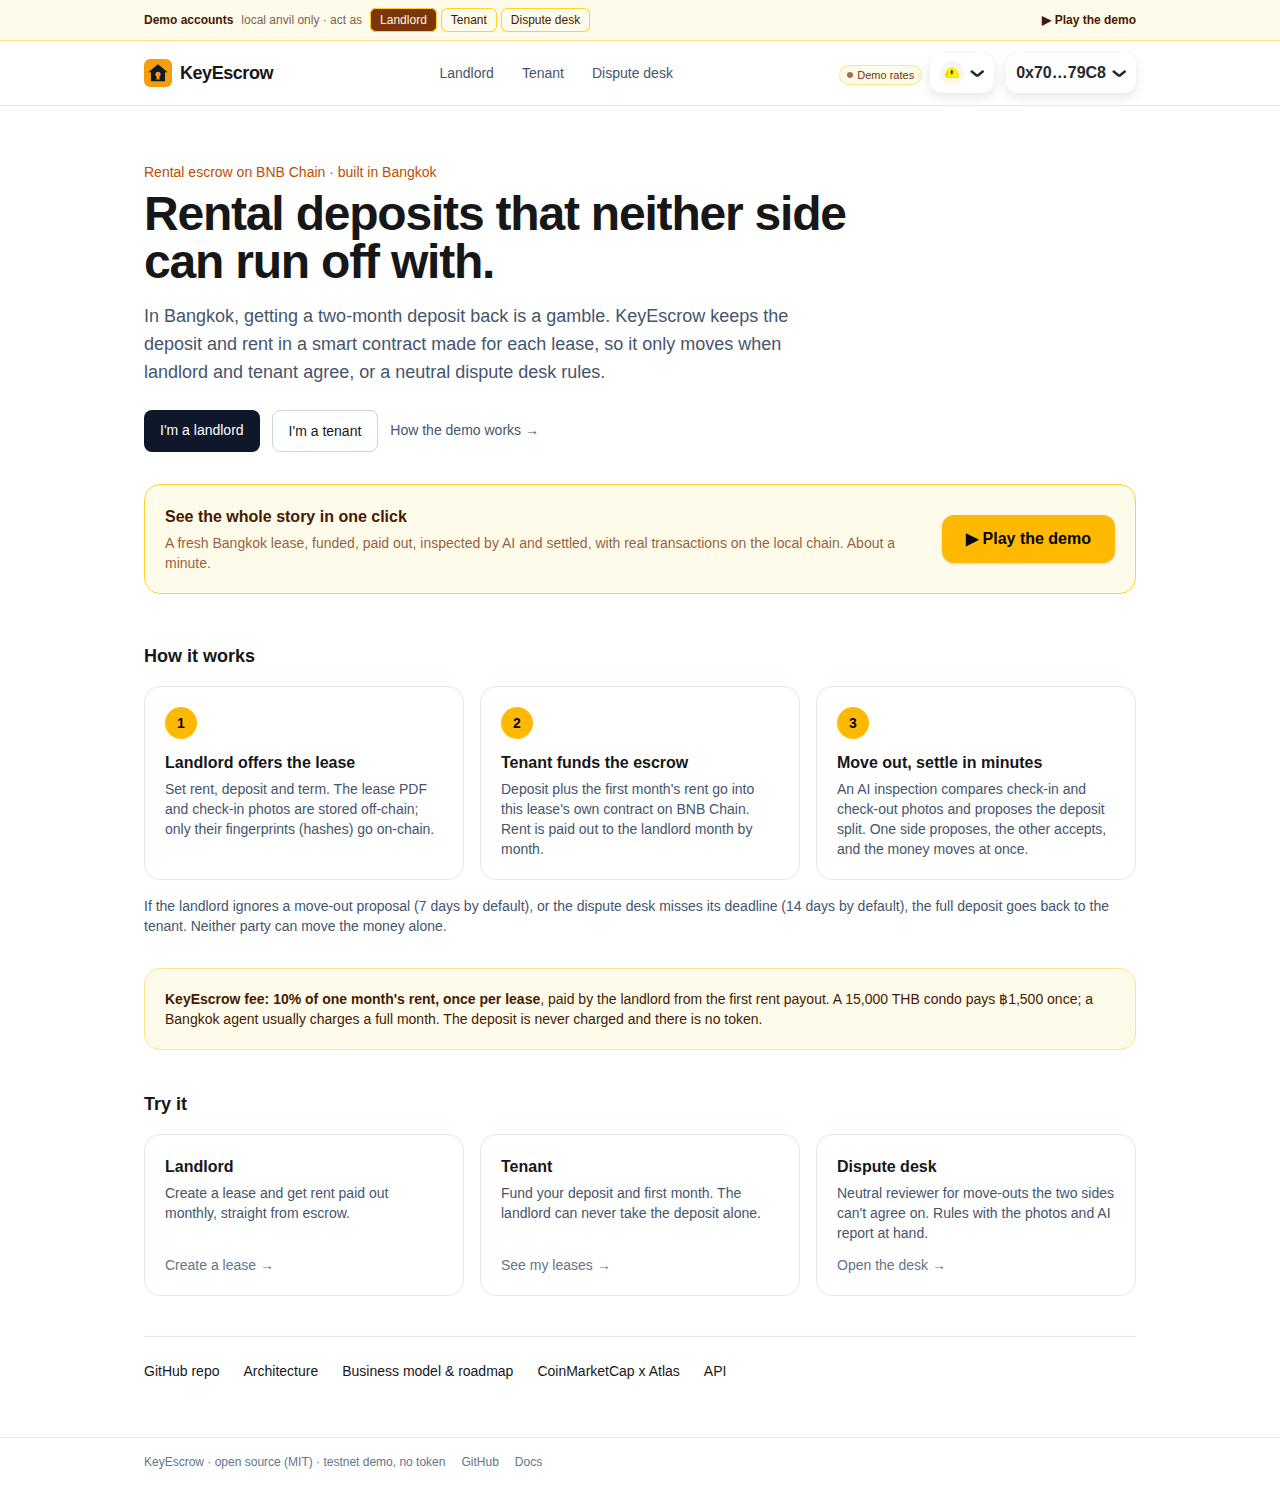 Demo accounts local anvil only · act as Landlord Tenant Dispute desk ▶ Play the demo
KeyEscrow Landlord Tenant Dispute desk Demo rates 0x70…79C8
Rental escrow on BNB Chain · built in Bangkok
Rental deposits that neither side
can run off with.
In Bangkok, getting a two-month deposit back is a gamble. KeyEscrow keeps the
deposit and rent in a smart contract made for each lease, so it only moves when
landlord and tenant agree, or a neutral dispute desk rules.
I'm a landlord I'm a tenant How the demo works →
See the whole story in one click
A fresh Bangkok lease, funded, paid out, inspected by AI and settled, with real transactions on the local chain. About a
minute.
▶ Play the demo
How it works
1
Landlord offers the lease
Set rent, deposit and term. The lease PDF
and check-in photos are stored off-chain;
only their fingerprints (hashes) go on-chain.
2
Tenant funds the escrow
Deposit plus the first month's rent go into
this lease's own contract on BNB Chain.
Rent is paid out to the landlord month by
month.
3
Move out, settle in minutes
An AI inspection compares check-in and
check-out photos and proposes the deposit
split. One side proposes, the other accepts,
and the money moves at once.
If the landlord ignores a move-out proposal (7 days by default), or the dispute desk misses its deadline (14 days by default), the full deposit goes back to the
tenant. Neither party can move the money alone.
KeyEscrow fee: 10% of one month's rent, once per lease, paid by the landlord from the first rent payout. A 15,000 THB condo pays ฿1,500 once; a
Bangkok agent usually charges a full month. The deposit is never charged and there is no token.
Try it
Landlord
Create a lease and get rent paid out
monthly, straight from escrow.
Create a lease →
Tenant
Fund your deposit and first month. The
landlord can never take the deposit alone.
See my leases →
Dispute desk
Neutral reviewer for move-outs the two sides
can't agree on. Rules with the photos and AI
report at hand.
Open the desk →
GitHub repo Architecture Business model & roadmap CoinMarketCap x Atlas API
KeyEscrow · open source (MIT) · testnet demo, no token GitHub Docs